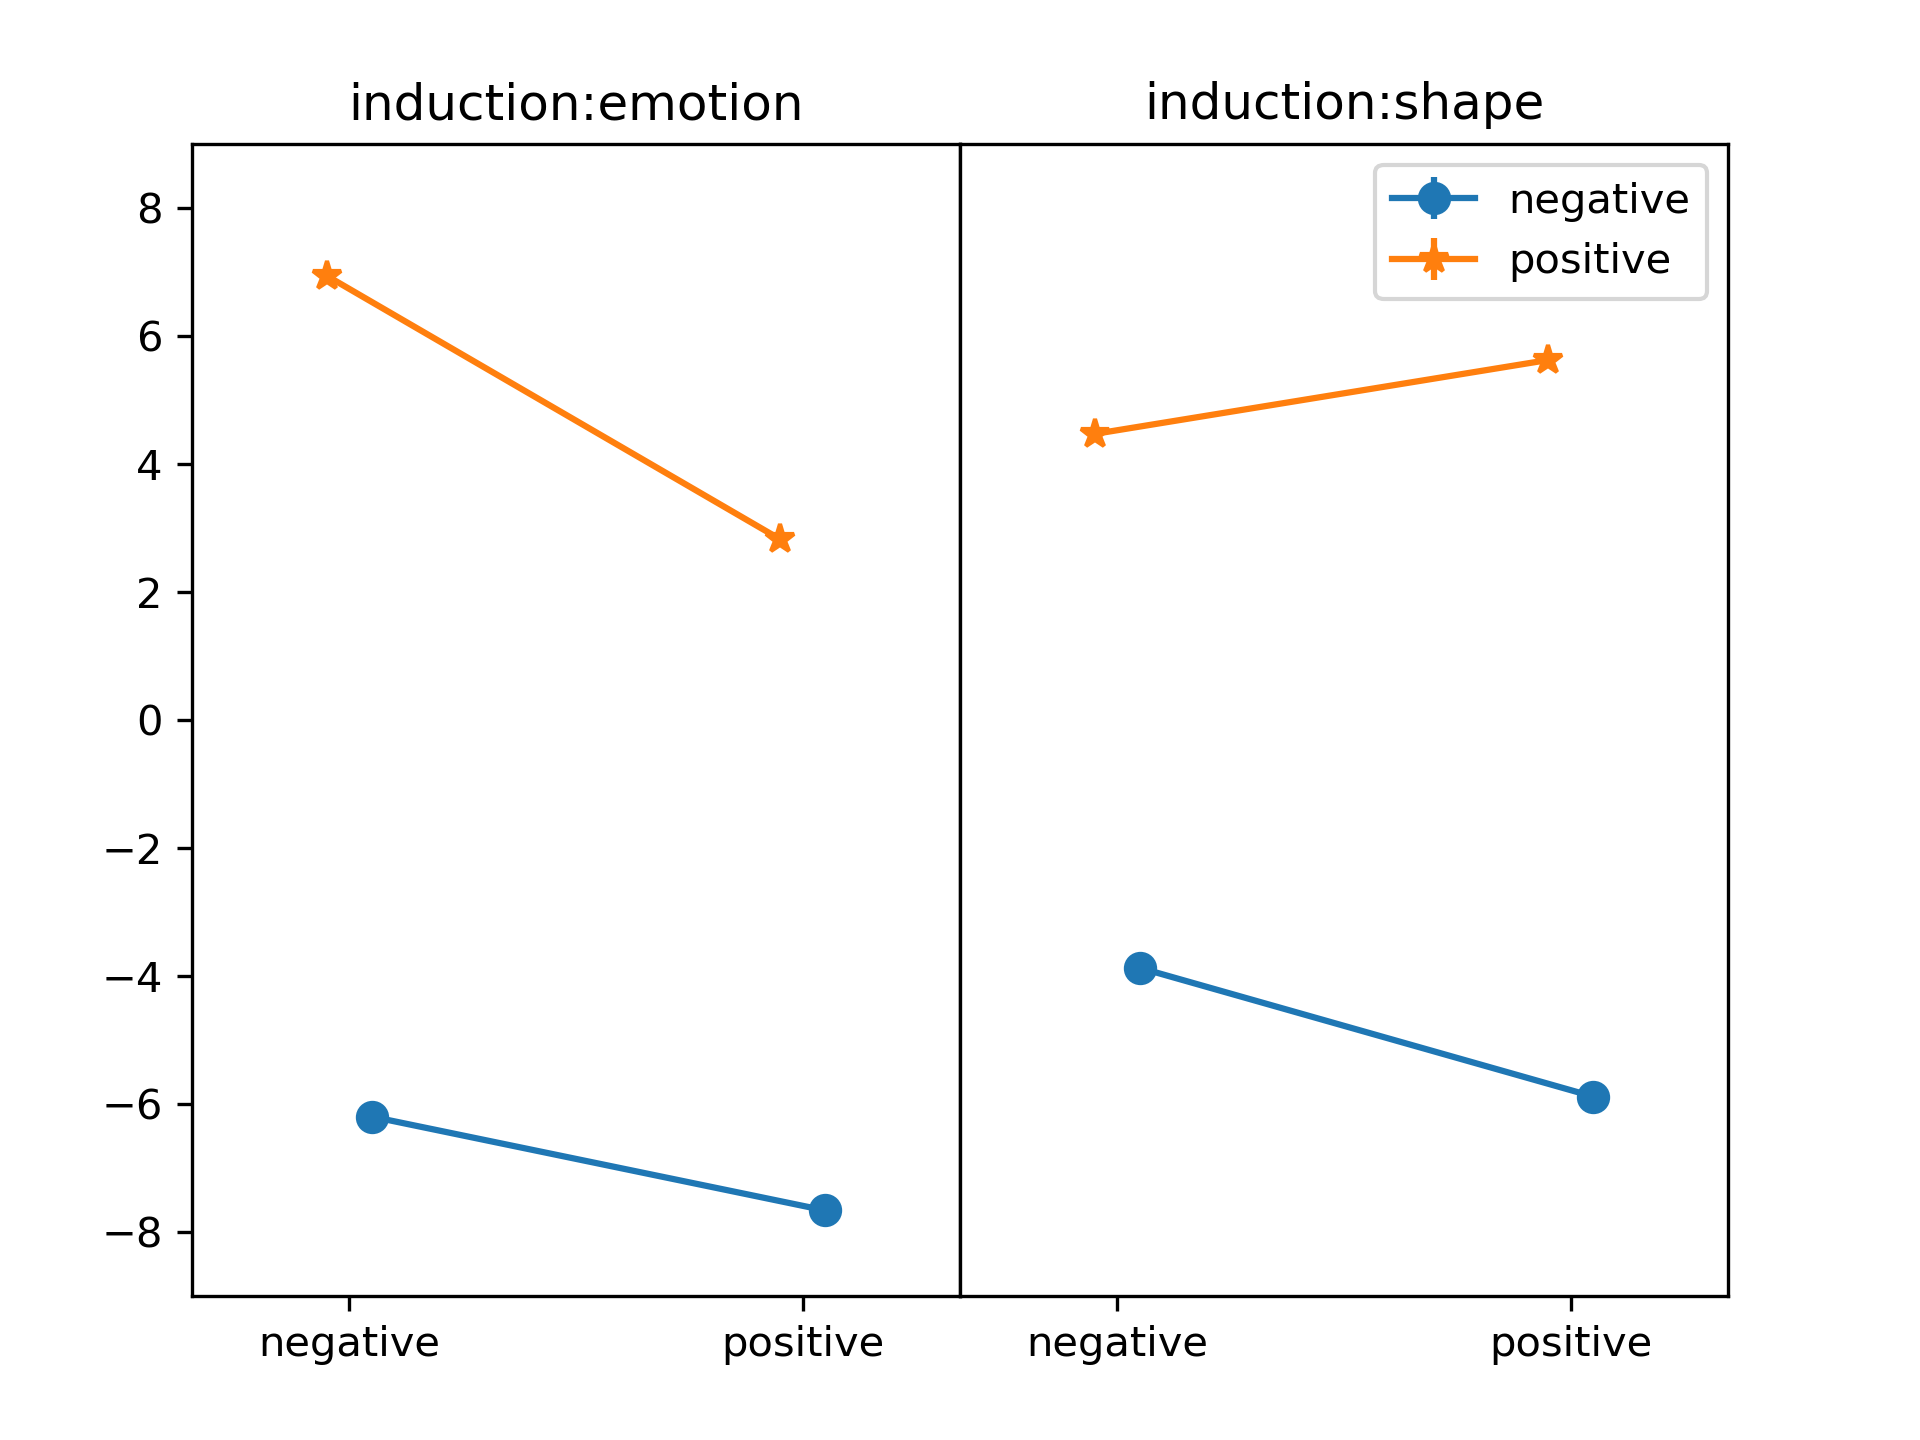 induction:emotion
induction:shape
negative
positive
8
6
4
2
0
−2
−4
−6
−8
negative
positive
negative
positive